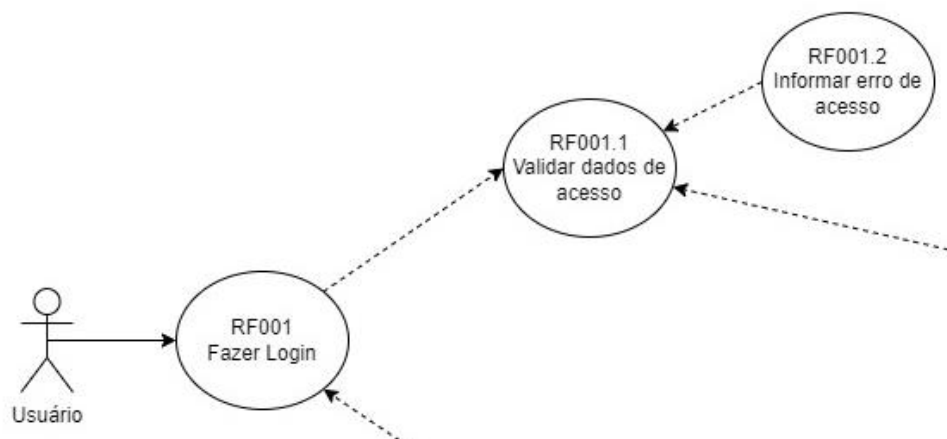 RF001.2
Informar erro de
acesso
RF001.1
Validar dados de
acesso
RF001
Fazer Login
Usuário